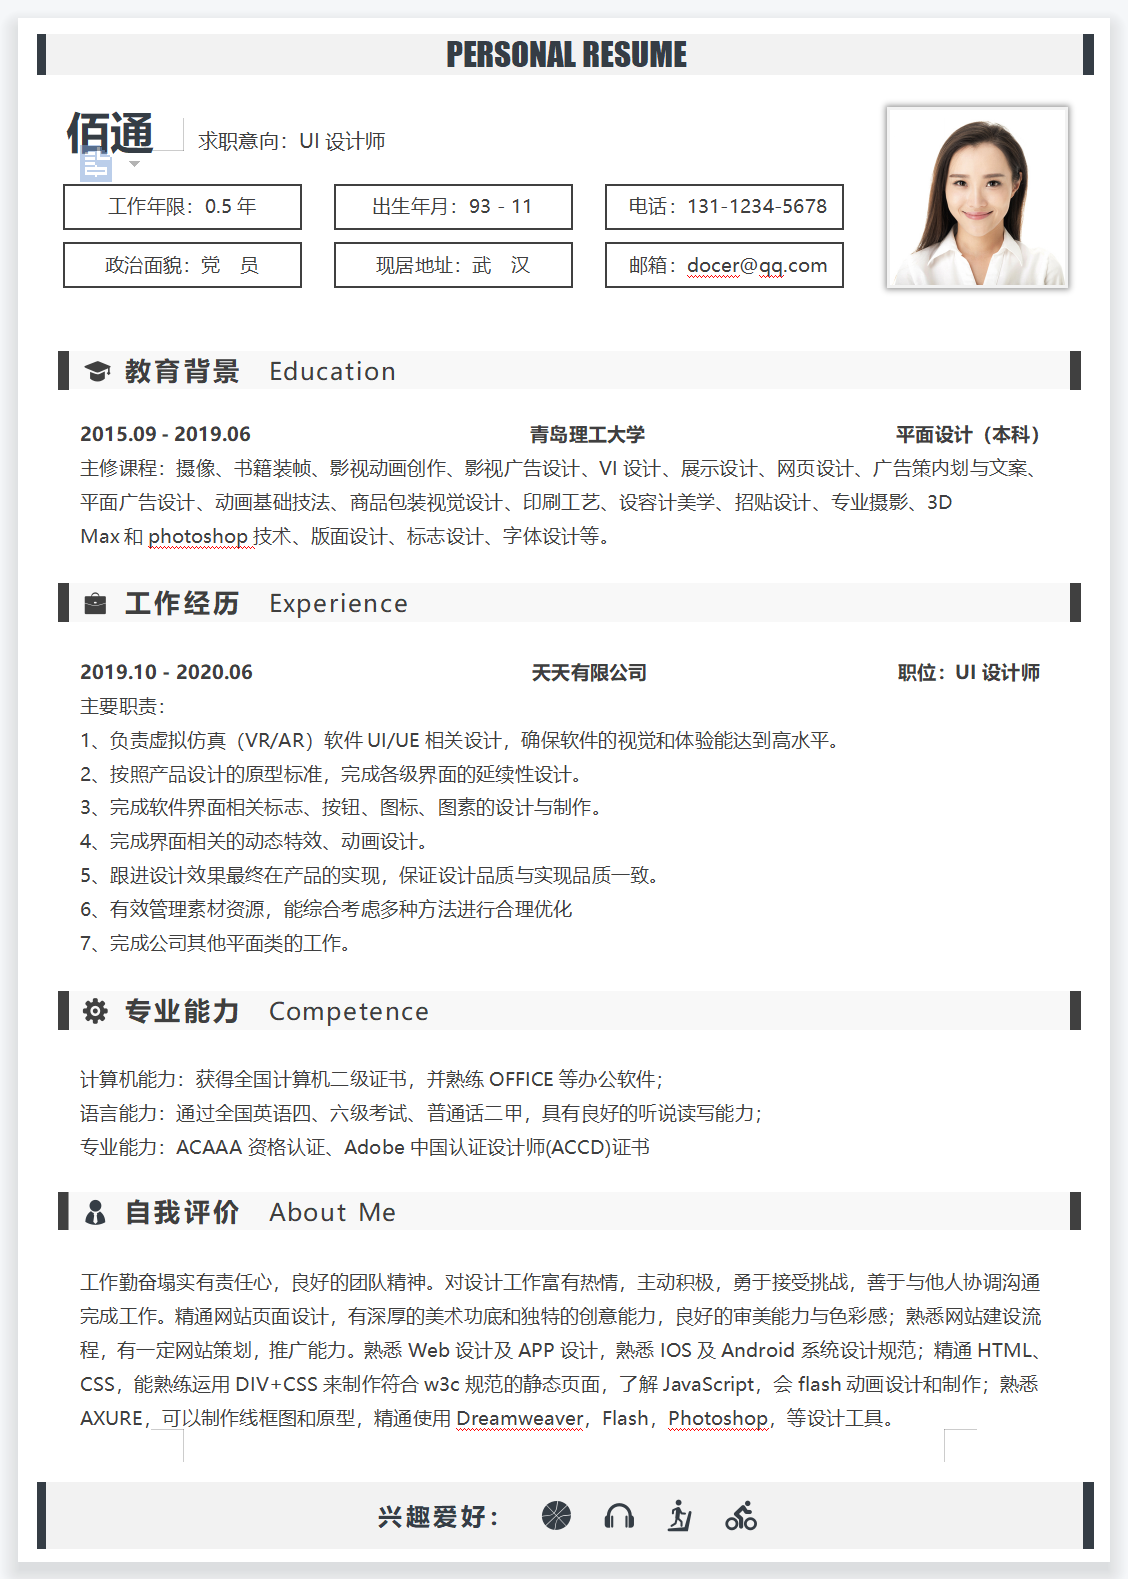 PERSONAL RESUME
佰通
求职意向：UI 设计师
工作年限：0.5 年
出生年月：93 - 11
电话：131-1234-5678
政治面貌：党　员
现居地址：武　汉
邮箱：docer@qq.com
教育背景 Education
2015.09 - 2019.06 青岛理工大学 平面设计（本科）
主修课程：摄像、书籍装帧、影视动画创作、影视广告设计、VI 设计、展示设计、网页设计、广告策内划与文案、
平面广告设计、动画基础技法、商品包装视觉设计、印刷工艺、设容计美学、招贴设计、专业摄影、3D
Max 和 photoshop 技术、版面设计、标志设计、字体设计等。
工作经历 Experience
2019.10 - 2020.06 天天有限公司 职位：UI 设计师
主要职责：
1、负责虚拟仿真（VR/AR）软件 UI/UE 相关设计，确保软件的视觉和体验能达到高水平。
2、按照产品设计的原型标准，完成各级界面的延续性设计。
3、完成软件界面相关标志、按钮、图标、图素的设计与制作。
4、完成界面相关的动态特效、动画设计。
5、跟进设计效果最终在产品的实现，保证设计品质与实现品质一致。
6、有效管理素材资源，能综合考虑多种方法进行合理优化
7、完成公司其他平面类的工作。
专业能力 Competence
计算机能力：获得全国计算机二级证书，并熟练 OFFICE 等办公软件；
语言能力：通过全国英语四、六级考试、普通话二甲，具有良好的听说读写能力；
专业能力：ACAAA 资格认证、Adobe 中国认证设计师(ACCD)证书
自我评价 About Me
工作勤奋塌实有责任心，良好的团队精神。对设计工作富有热情，主动积极，勇于接受挑战，善于与他人协调沟通
完成工作。精通网站页面设计，有深厚的美术功底和独特的创意能力，良好的审美能力与色彩感；熟悉网站建设流
程，有一定网站策划，推广能力。熟悉 Web 设计及 APP 设计，熟悉 IOS 及 Android 系统设计规范；精通 HTML、
CSS，能熟练运用 DIV+CSS 来制作符合 w3c 规范的静态页面，了解 JavaScript，会 flash 动画设计和制作；熟悉
AXURE，可以制作线框图和原型，精通使用 Dreamweaver，Flash，Photoshop，等设计工具。
兴趣爱好：